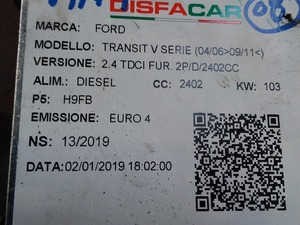 DISFACAR
MARCA: FORD
MODELLO: TRANSIT V SERIE (04/06>09/11<)
VERSIONE: 2.4 TDCI FUR. 2P/D/2402CC
ALIM.: DIESEL CC: 2402 KW: 103
P5: H9FB
EMISSIONE: EURO 4
NS: 13/2019
DATA: 02/01/2019 18:02:00